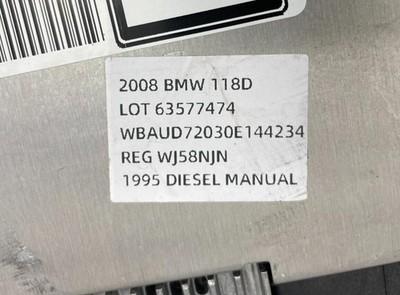 2008 BMW 118D
LOT 63577474
WBAUD72030E144234
REG WJ58NJN
1995 DIESEL MANUAL